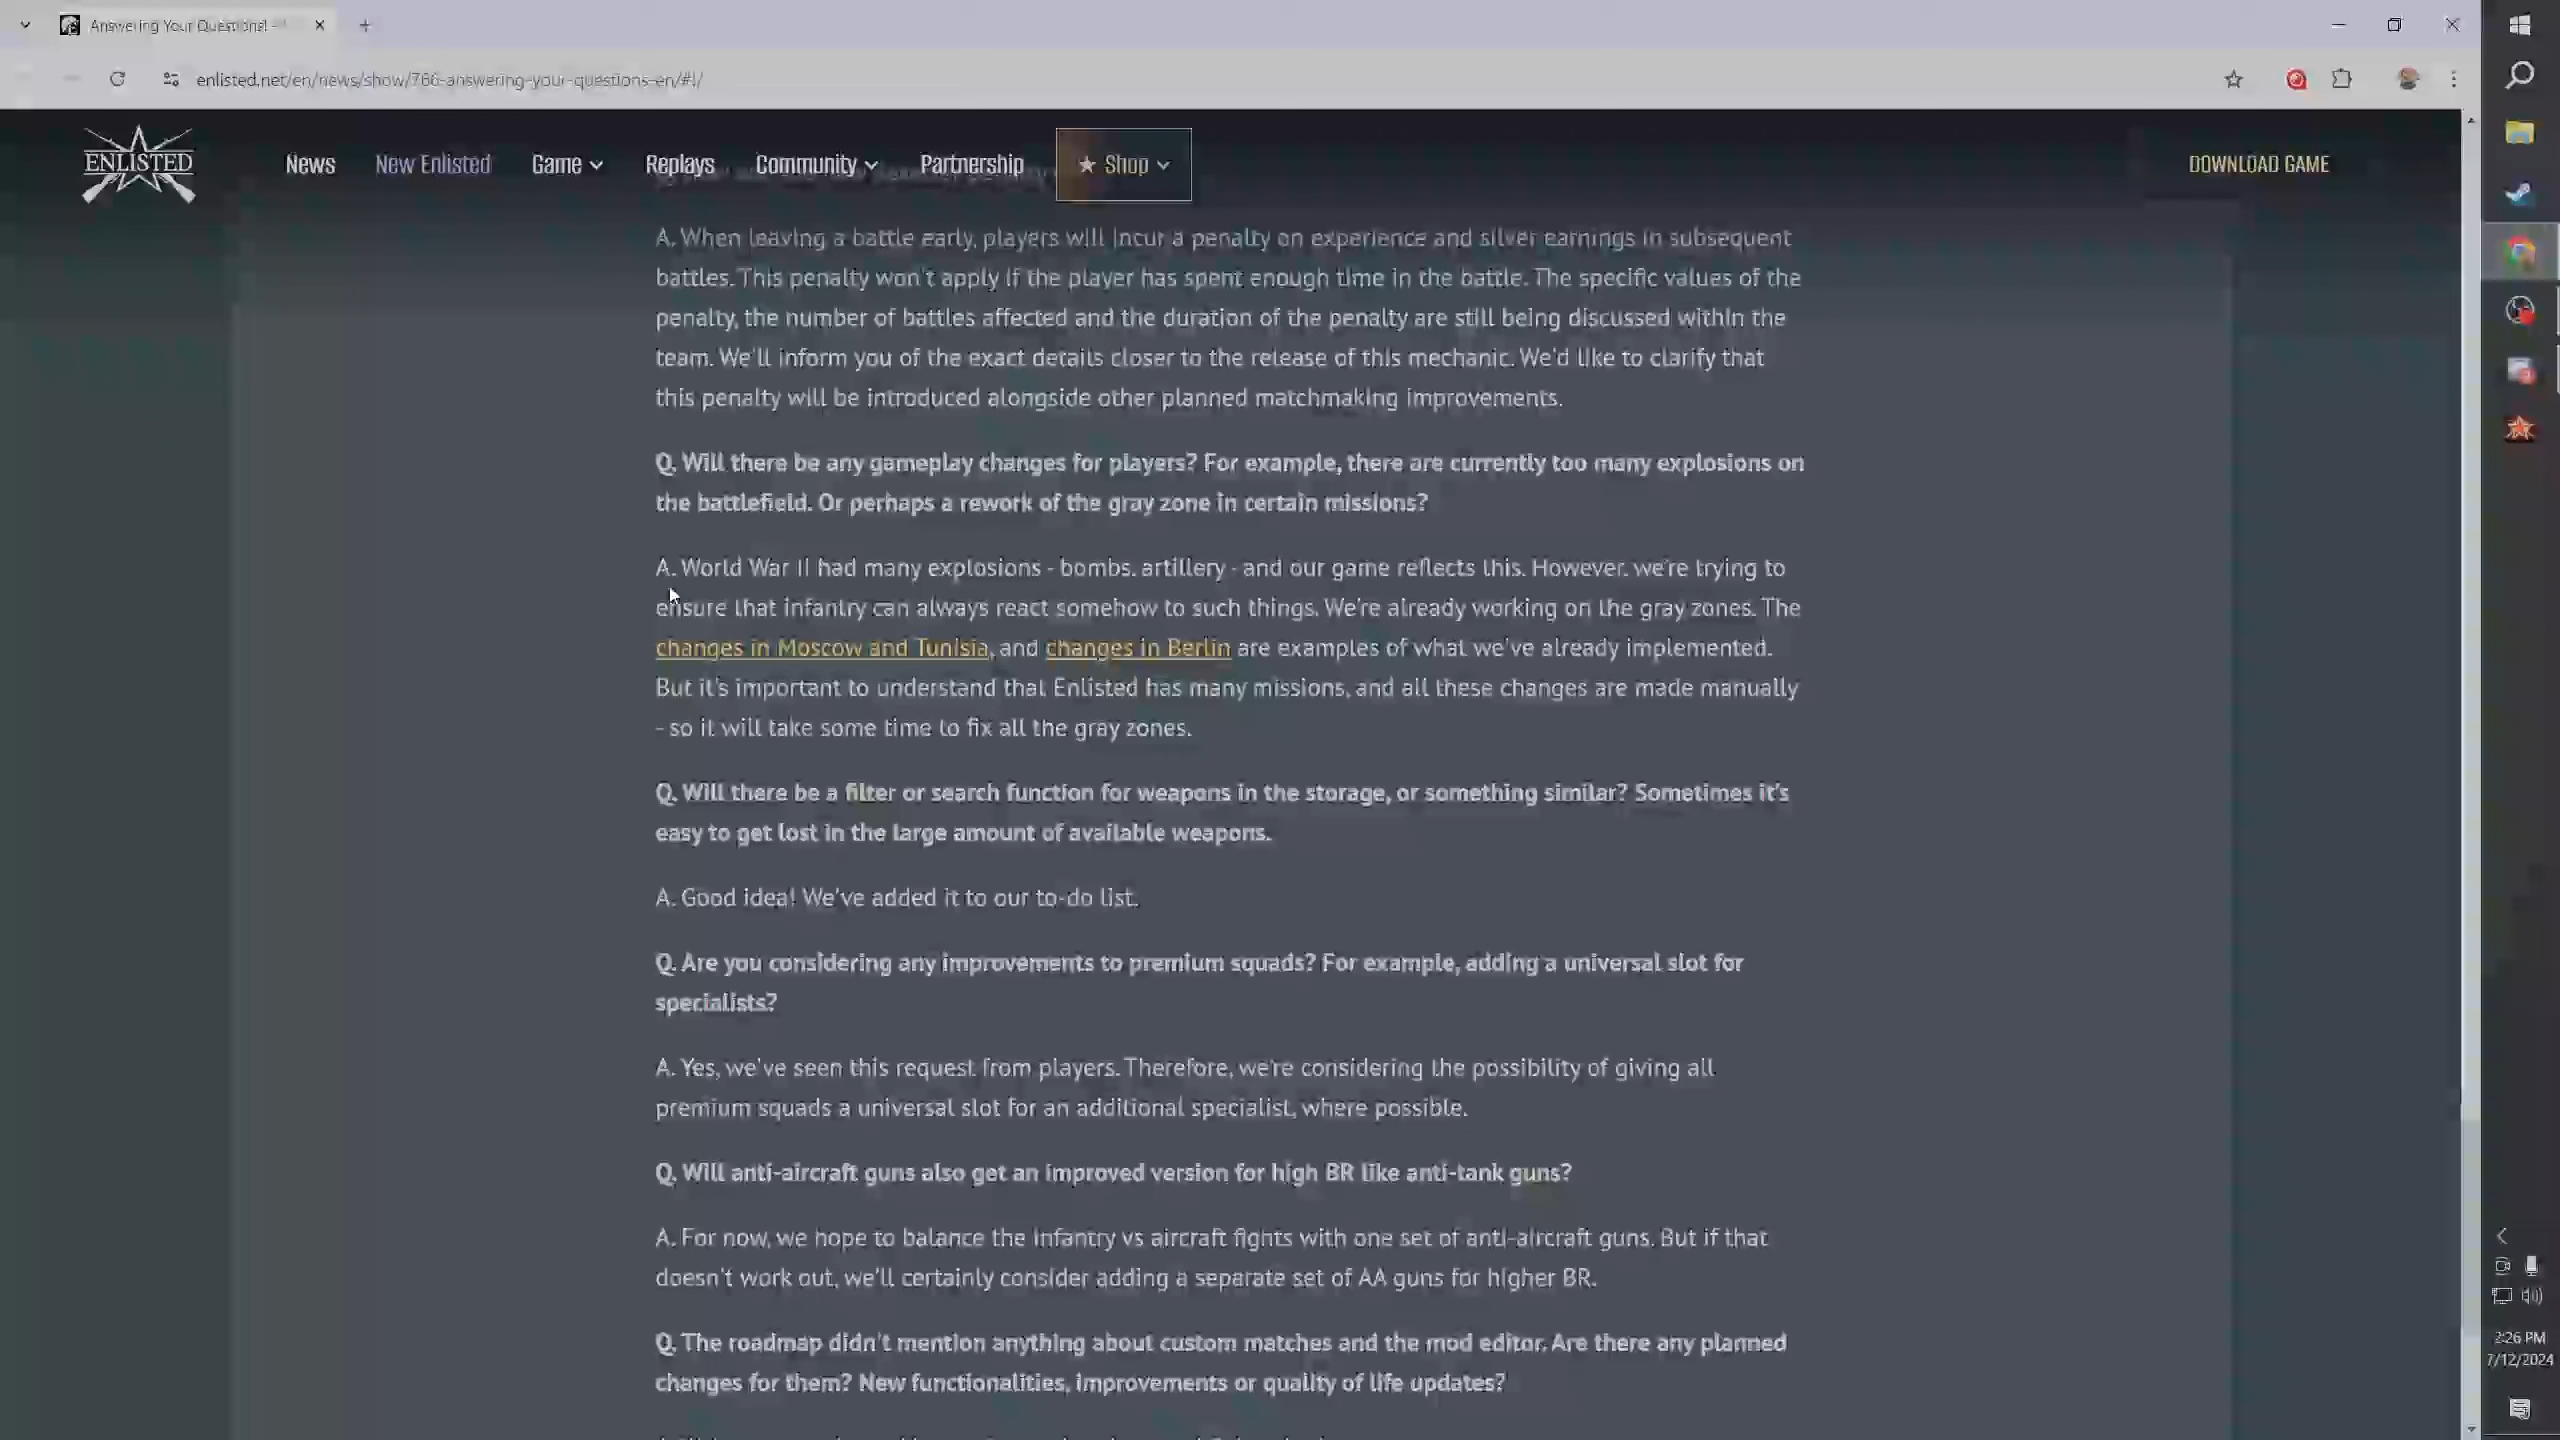 Answering Your Questions! -
enlisted.net/en/news/show/766-answering-your-questions-en/#!/
ENLISTED
News
New Enlisted
Game
Replays
Community
Partnership
★ Shop
DOWNLOAD GAME
A. When leaving a battle early, players will incur a penalty on experience and silver earnings in subsequent
battles. This penalty won't apply if the player has spent enough time in the battle. The specific values of the
penalty, the number of battles affected and the duration of the penalty are still being discussed within the
team. We'll inform you of the exact details closer to the release of this mechanic. We'd like to clarify that
this penalty will be introduced alongside other planned matchmaking improvements.
Q. Will there be any gameplay changes for players? For example, there are currently too many explosions on
the battlefield. Or perhaps a rework of the gray zone in certain missions?
A. World War II had many explosions - bombs, artillery - and our game reflects this. However, we're trying to
ensure that infantry can always react somehow to such things. We're already working on the gray zones. The
changes in Moscow and Tunisia, and changes in Berlin are examples of what we've already implemented.
But it's important to understand that Enlisted has many missions, and all these changes are made manually
- so it will take some time to fix all the gray zones.
Q. Will there be a filter or search function for weapons in the storage, or something similar? Sometimes it's
easy to get lost in the large amount of available weapons.
A. Good idea! We've added it to our to-do list.
Q. Are you considering any improvements to premium squads? For example, adding a universal slot for
specialists?
A. Yes, we've seen this request from players. Therefore, we're considering the possibility of giving all
premium squads a universal slot for an additional specialist, where possible.
Q. Will anti-aircraft guns also get an improved version for high BR like anti-tank guns?
A. For now, we hope to balance the infantry vs aircraft fights with one set of anti-aircraft guns. But if that
doesn't work out, we'll certainly consider adding a separate set of AA guns for higher BR.
Q. The roadmap didn't mention anything about custom matches and the mod editor. Are there any planned
changes for them? New functionalities, improvements or quality of life updates?
2:26 PM
7/12/2024